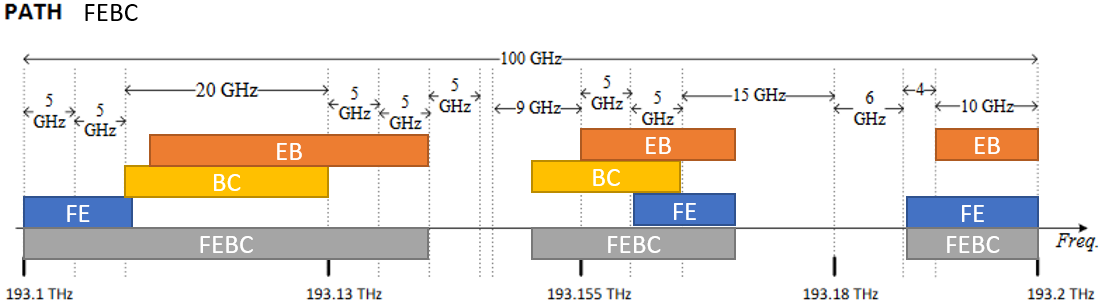 PATH FEBC
100 GHz
5 GHz
5 GHz
20 GHz
5 GHz
5 GHz
5 GHz
9 GHz
5 GHz
5 GHz
15 GHz
6 GHz
4
10 GHz
EB
EB
EB
BC
BC
FE
FE
FE
FEBC
FEBC
FEBC
Freq.
193.1 THz
193.13 THz
193.155 THz
193.18 THz
193.2 THz